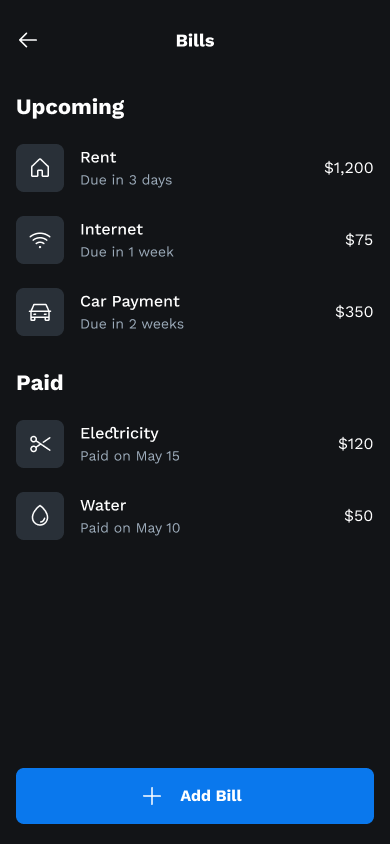 Bills
Upcoming
Rent
Due in 3 days
$1,200
Internet
Due in 1 week
$75
Car Payment
Due in 2 weeks
$350
Paid
Electricity
Paid on May 15
$120
Water
Paid on May 10
$50
Add Bill